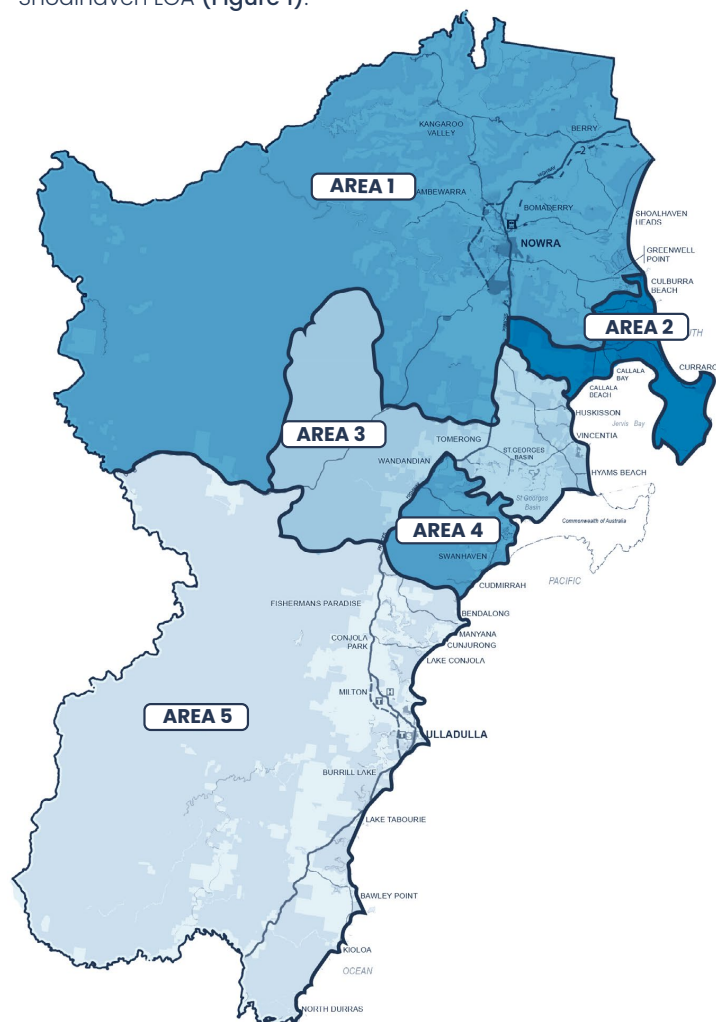 Shoalhaven LGA (Figure 1).
KANGAROO
VALLEY
BERRY
AREA 1
AMBEWARRA
BOMADERRY
NOWRA
SHOALHAVEN
HEADS
GREENWELL
POINT
CULBURRA
BEACH
AREA 2
CURRARO
CALLALA
BAY
CALLALA
BEACH
HUSKISSON
Jervis Bay
VINCENTIA
AREA 3
TOMERONG
WANDANDIAN
ST.GEORGES
BASIN
HYAMS BEACH
St Georges
Basin
Commonwealth of Australia
AREA 4
SWANHAVEN
CUDMIRRAH
PACIFIC
FISHERMANS PARADISE
BENDALONG
MANYANA
CUNJURONG
CONJOLA
PARK
LAKE CONJOLA
MILTON
H
T
AREA 5
ULLADULLA
BURRILL LAKE
LAKE TABOURIE
BAWLEY POINT
KIOLOA
OCEAN
NORTH DURRAS